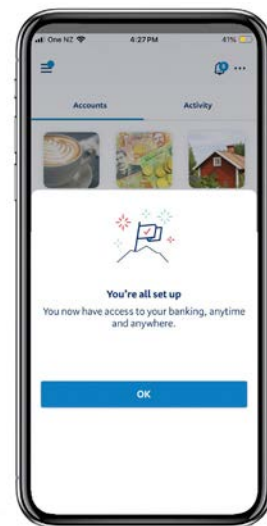 One NZ 4:27 PM 41%
Accounts Activity
You're all set up
You now have access to your banking, anytime
and anywhere.
OK